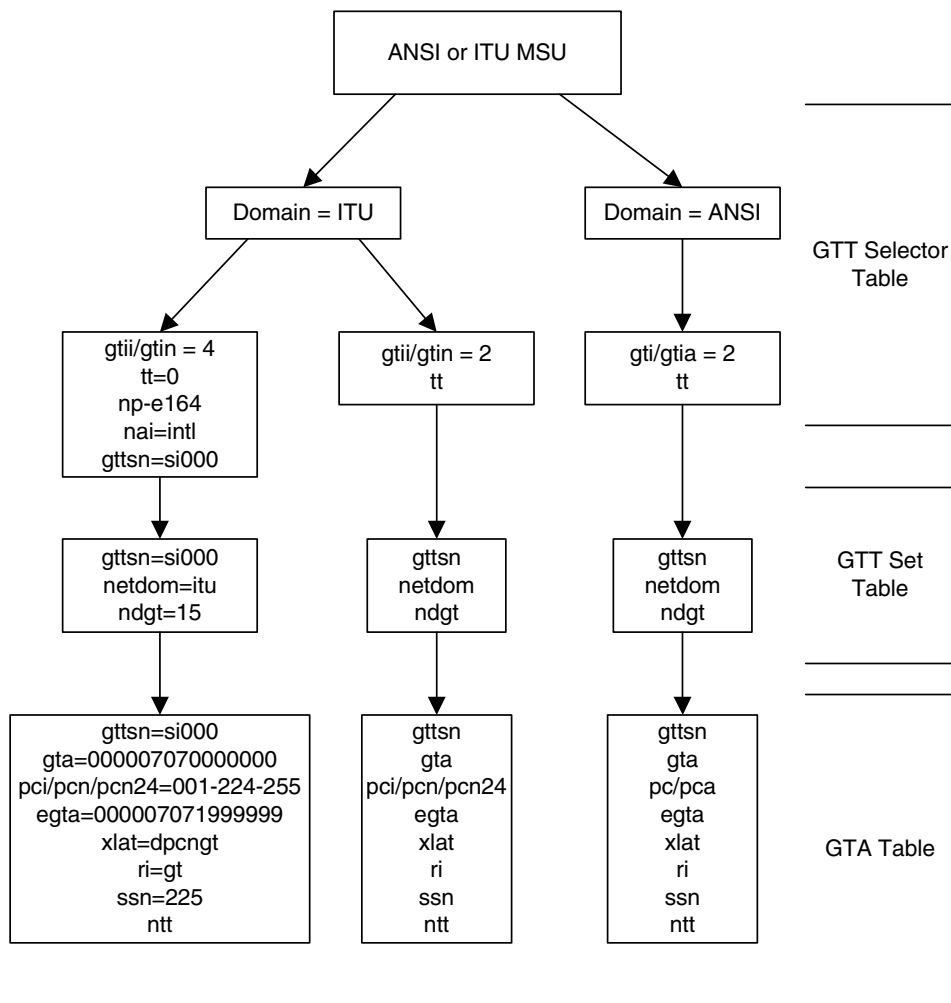 ANSI or ITU MSU
Domain = ITU
Domain = ANSI
GTT Selector
Table
gtii/gtin = 4
tt=0
np-e164
nai=intl
gttsn=si000
gtii/gtin = 2
tt
gti/gtia = 2
tt
gttsn=si000
netdom=itu
ndgt=15
gttsn
netdom
ndgt
gttsn
netdom
ndgt
GTT Set
Table
gttsn=si000
gta=000007070000000
pci/pcn/pcn24=001-224-255
egta=000007071999999
xlat=dpcngt
ri=gt
ssn=225
ntt
gttsn
gta
pci/pcn/pcn24
egta
xlat
ri
ssn
ntt
gttsn
gta
pc/pca
egta
xlat
ri
ssn
ntt
GTA Table